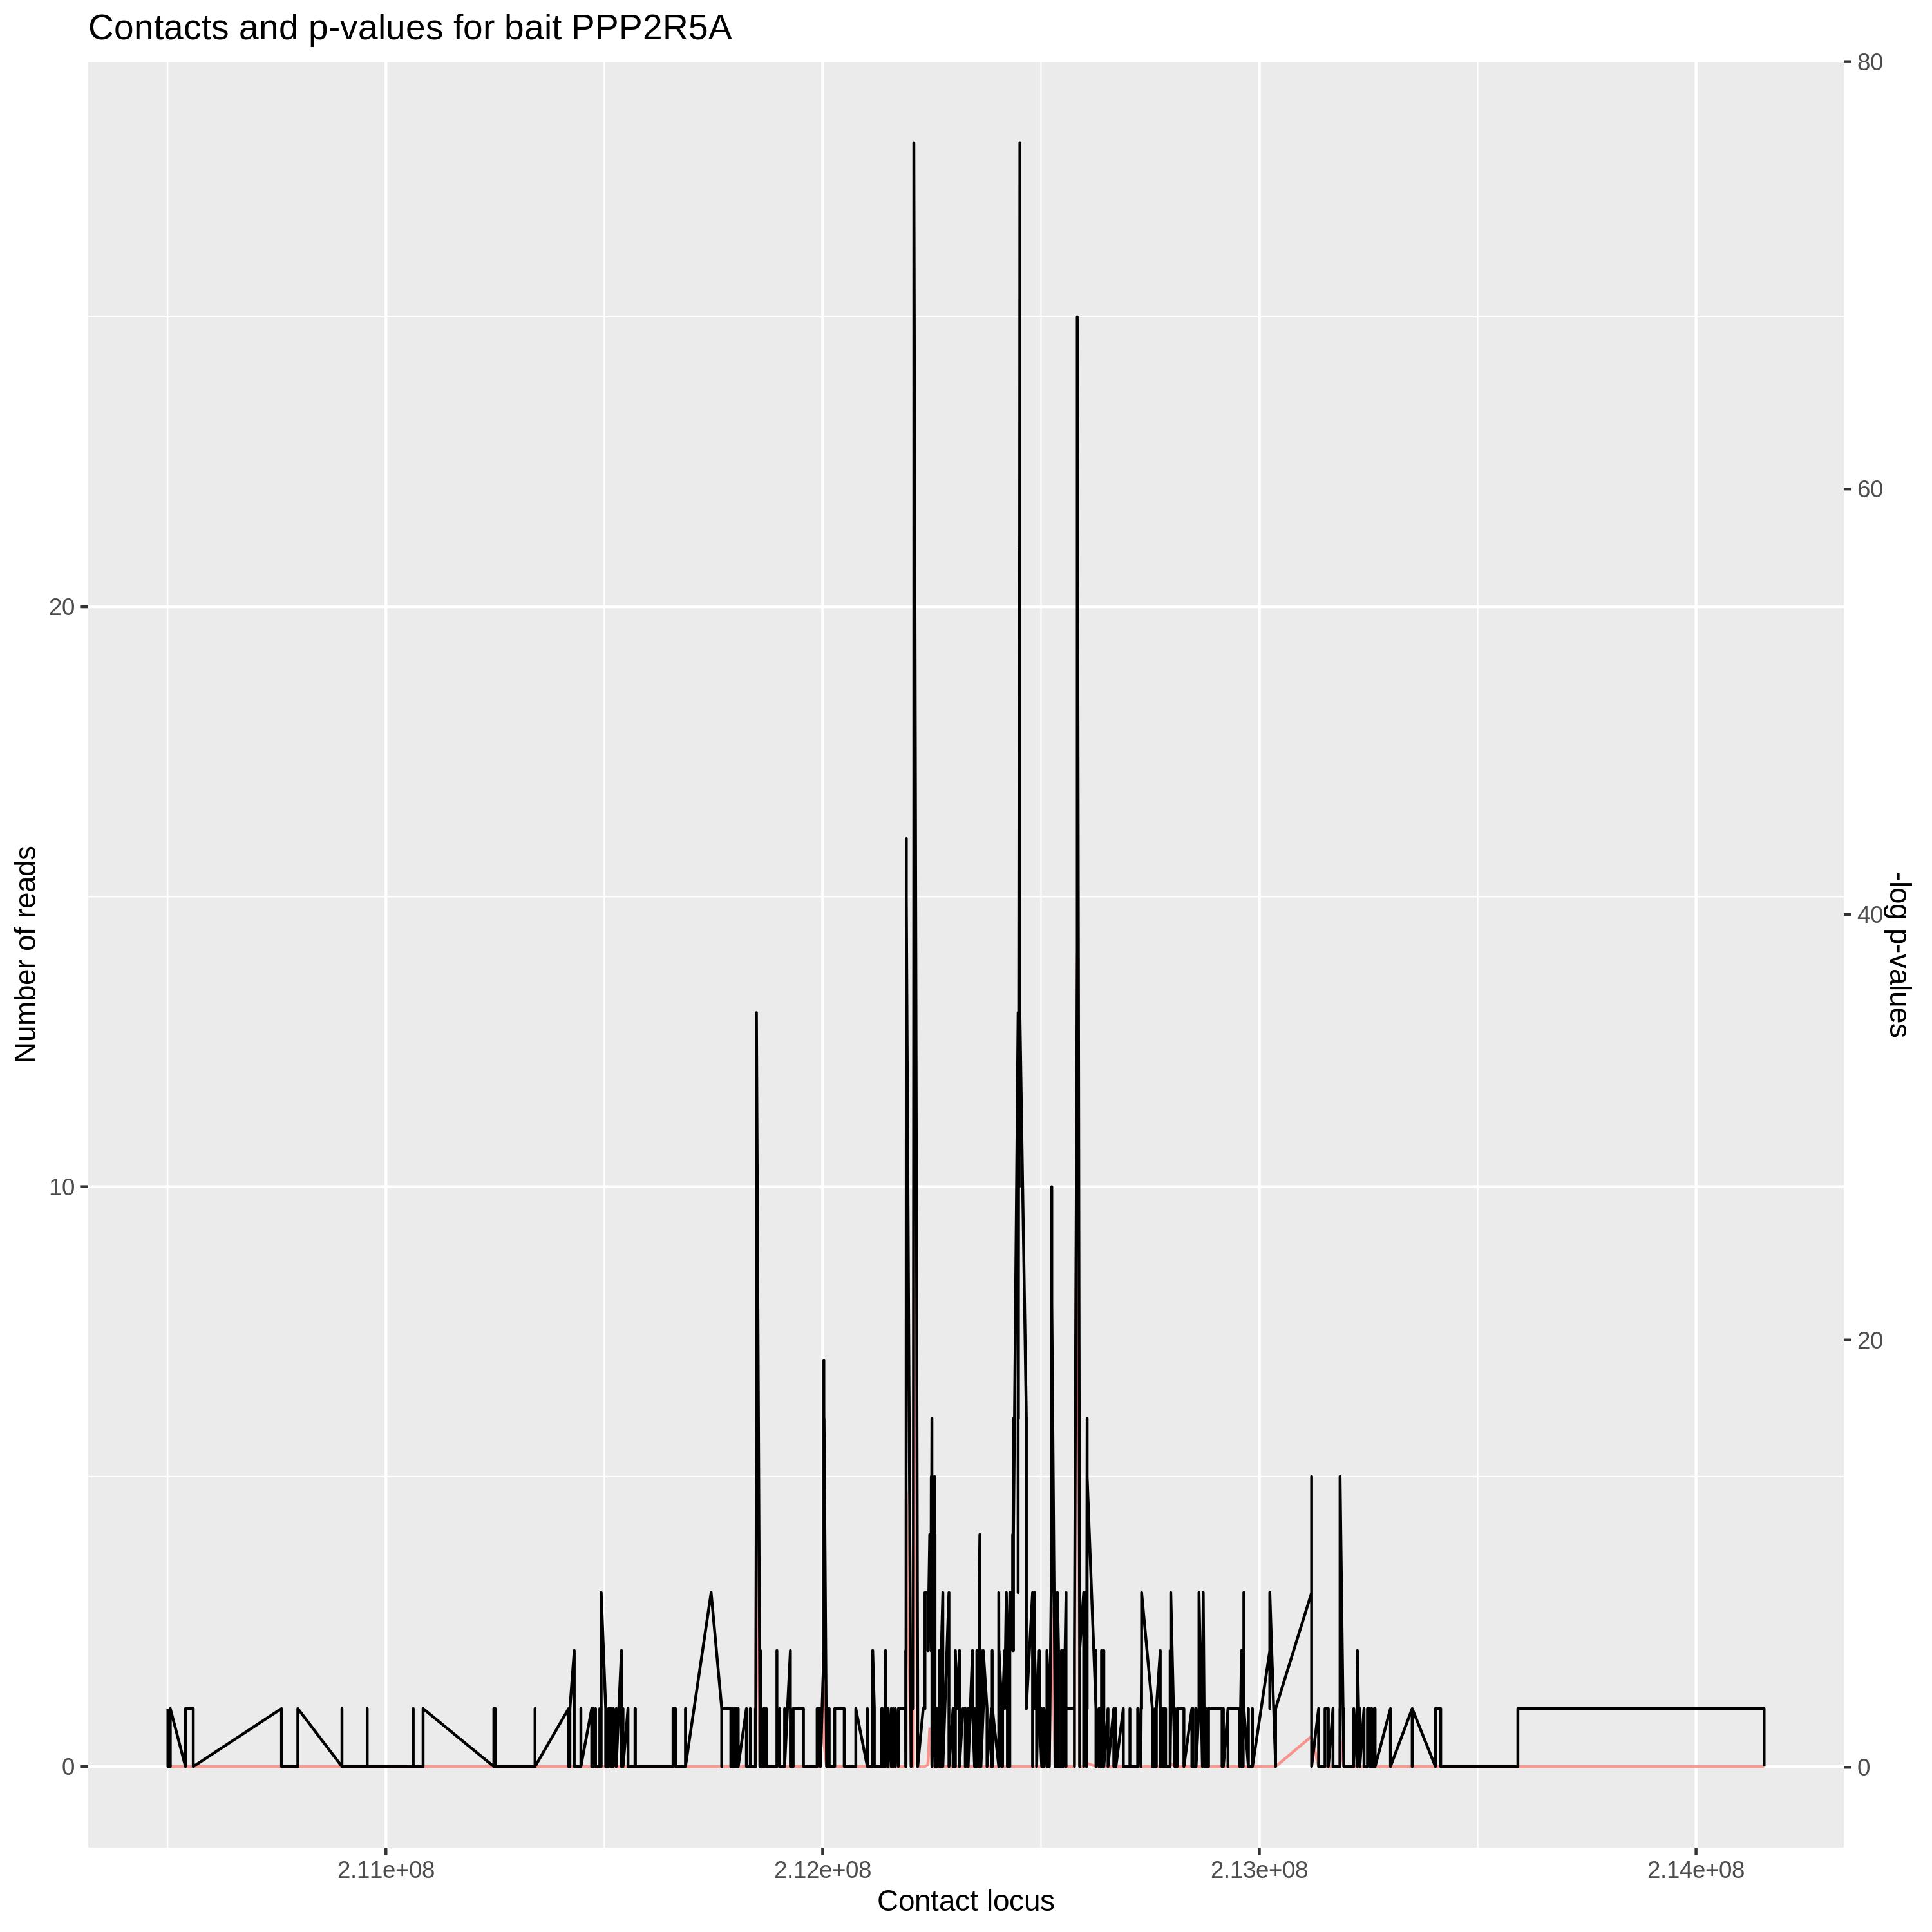 Contacts and p-values for bait PPP2R5A
80
60
40
20
0
20
10
0
Number of reads
-log p-values
2.11e+08 2.12e+08 2.13e+08 2.14e+08
Contact locus